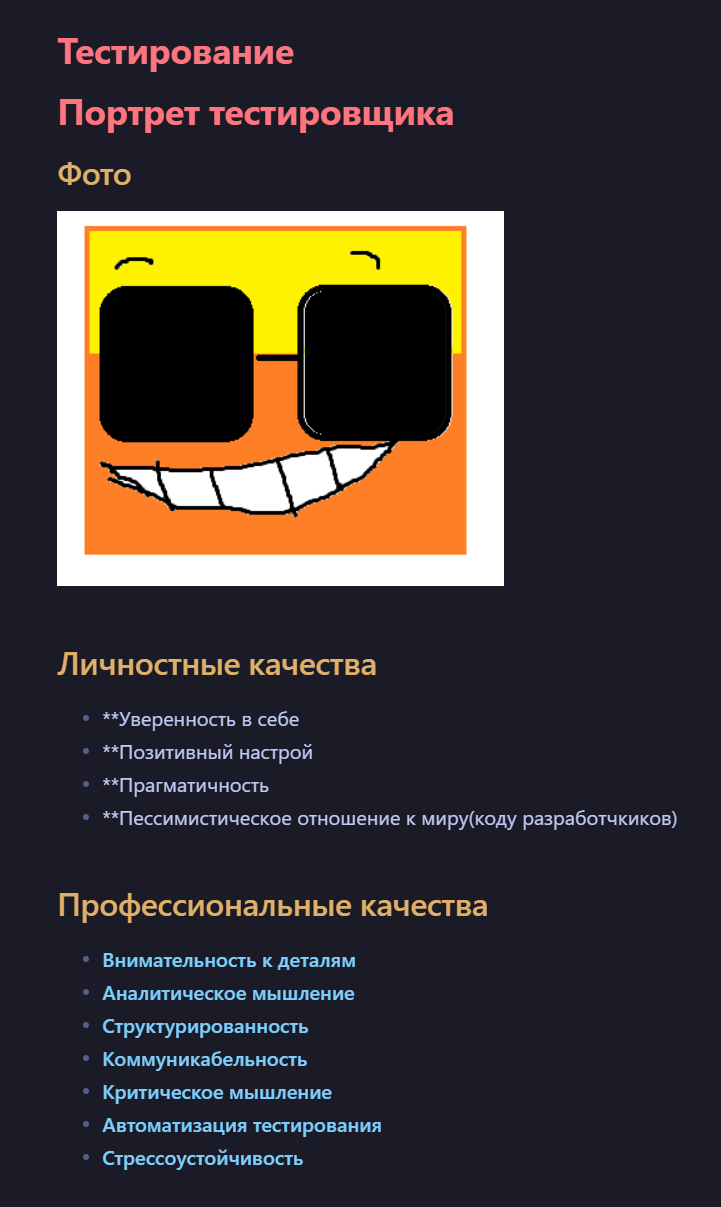 Тестирование
Портрет тестировщика
Фото
Личностные качества
**Уверенность в себе
**Позитивный настрой
**Прагматичность
**Пессимистическое отношение к миру(коду разработчкиков)
Профессиональные качества
Внимательность к деталям
Аналитическое мышление
Структурированность
Коммуникабельность
Критическое мышление
Автоматизация тестирования
Стрессоустойчивость